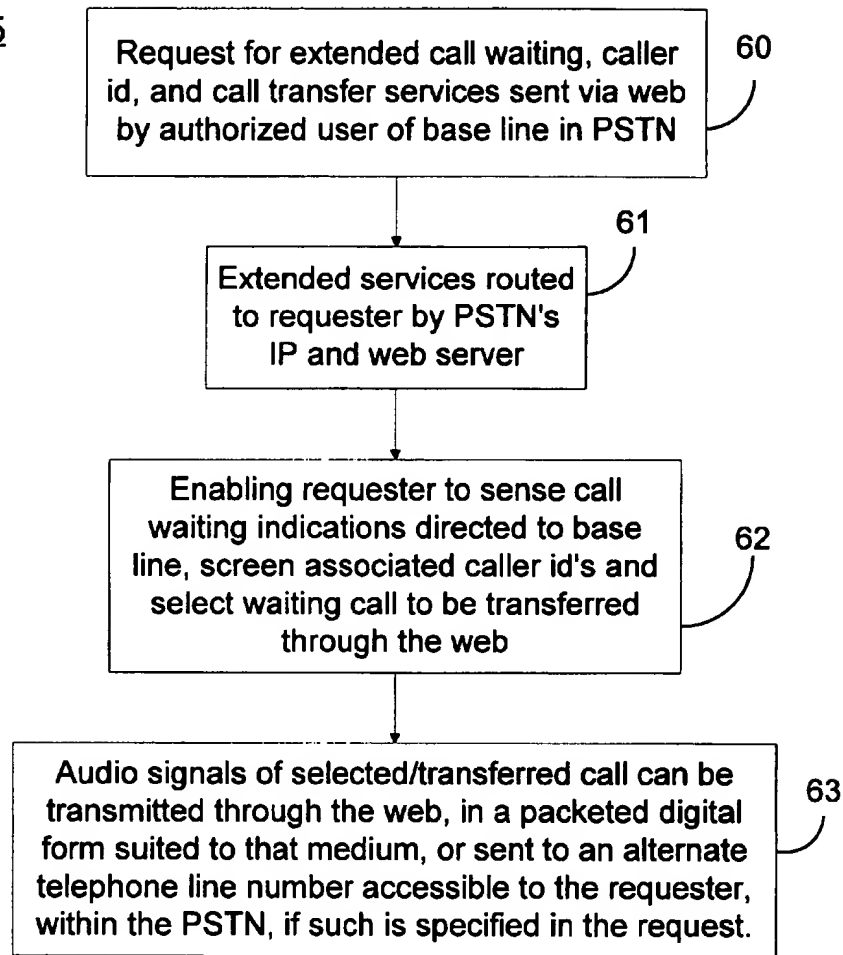 5
Request for extended call waiting, caller
id, and call transfer services sent via web
by authorized user of base line in PSTN
60
61
Extended services routed
to requester by PSTN's
IP and web server
Enabling requester to sense call
waiting indications directed to base
line, screen associated caller id's and
select waiting call to be transferred
through the web
62
Audio signals of selected/transferred call can be
transmitted through the web, in a packeted digital
form suited to that medium, or sent to an alternate
telephone line number accessible to the requester,
within the PSTN, if such is specified in the request.
63